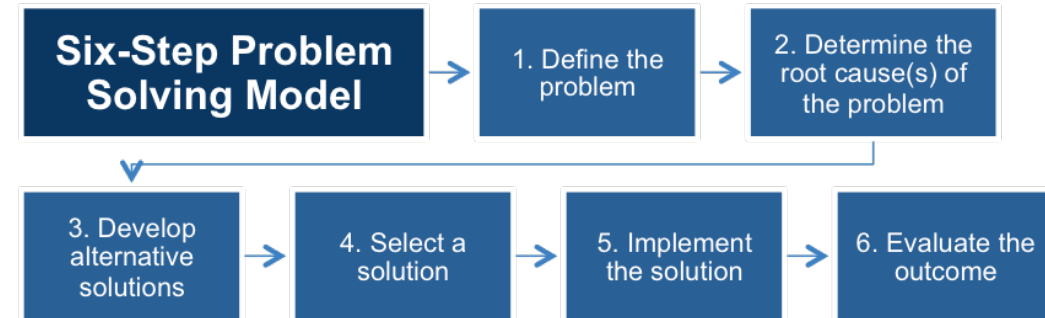 Six-Step Problem
Solving Model
1. Define the
problem
2. Determine the
root cause(s) of
the problem
3. Develop
alternative
solutions
4. Select a
solution
5. Implement
the solution
6. Evaluate the
outcome